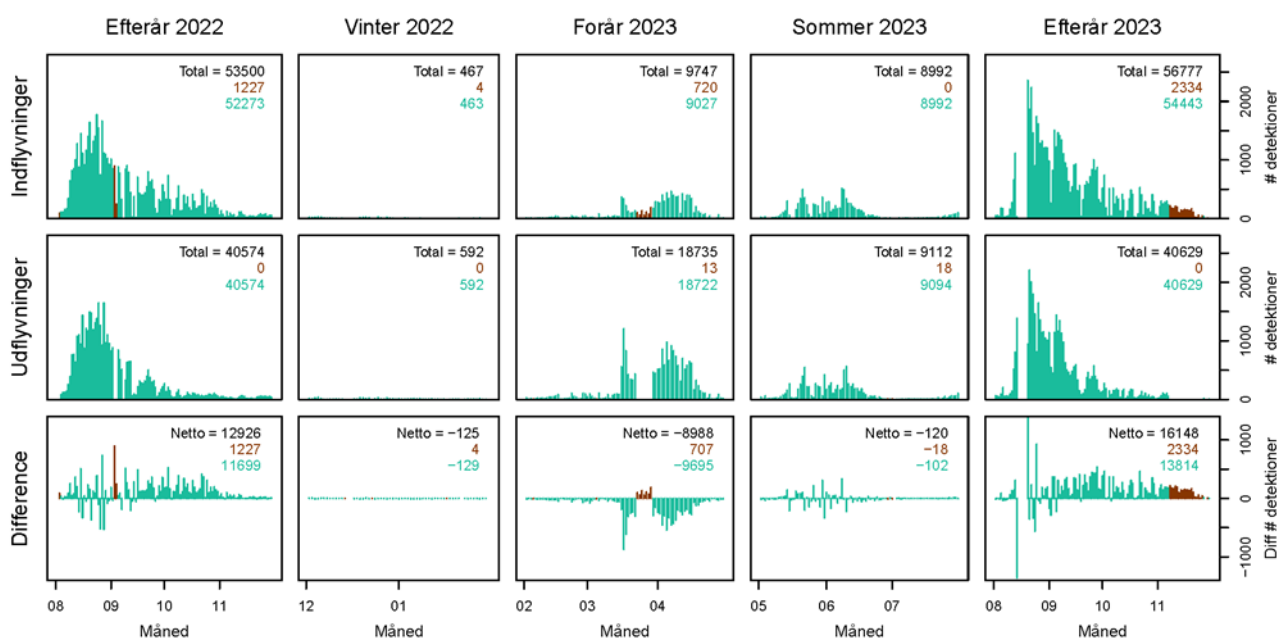 Efterår 2022
Vinter 2022
Forår 2023
Sommer 2023
Efterår 2023
Indflyvninger
Total = 53500
1227
52273
Total = 467
4
463
Total = 9747
720
9027
Total = 8992
0
8992
Total = 56777
2334
54443
0
1000
2000
# detektioner
Udflyvninger
Total = 40574
0
40574
Total = 592
0
592
Total = 18735
13
18722
Total = 9112
18
9094
Total = 40629
0
40629
0
1000
2000
# detektioner
Difference
Netto = 12926
1227
11699
Netto = −125
4
−129
Netto = −8988
707
−9695
Netto = −120
−18
−102
Netto = 16148
2334
13814
−1000
0
1000
Diff # detektioner
08 09 10 11
12 01
02 03 04
05 06 07
08 09 10 11
Måned
Måned
Måned
Måned
Måned